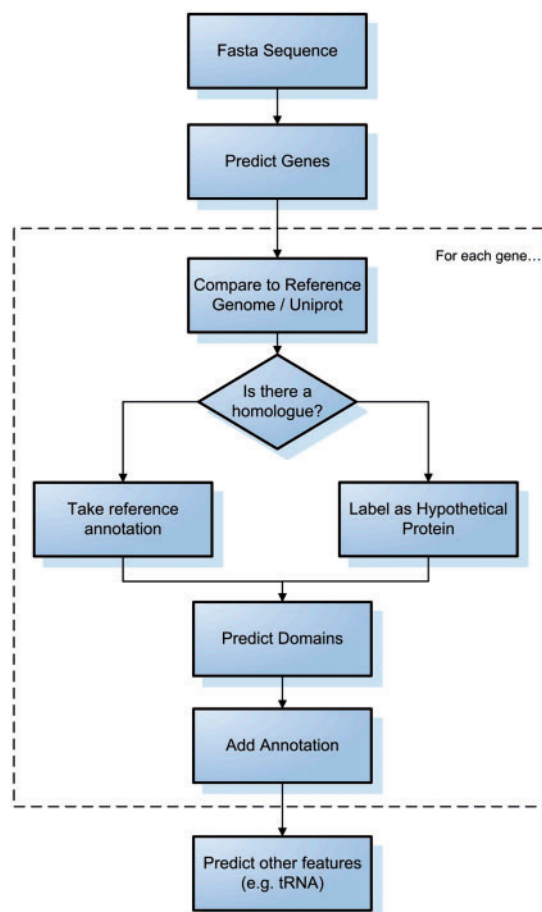 Fasta Sequence
Predict Genes
For each gene...
Compare to Reference
Genome / Uniprot
Is there a
homologue?
Take reference
annotation
Label as Hypothetical
Protein
Predict Domains
Add Annotation
Predict other features
(e.g. tRNA)